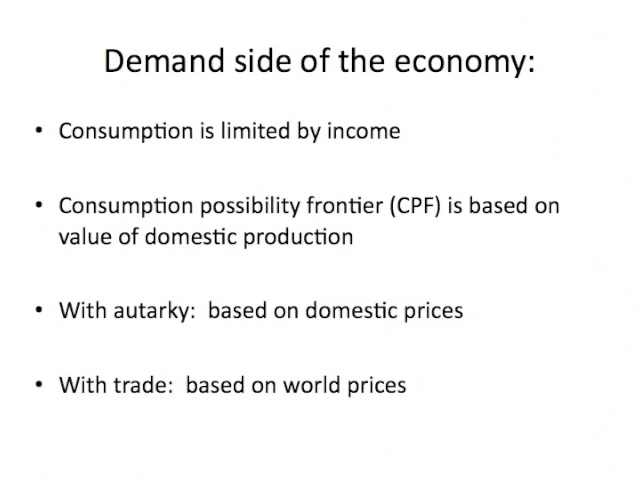 Demand side of the economy:
• Consumption is limited by income
• Consumption possibility frontier (CPF) is based on
value of domestic production
• With autarky:  based on domestic prices
• With trade:  based on world prices